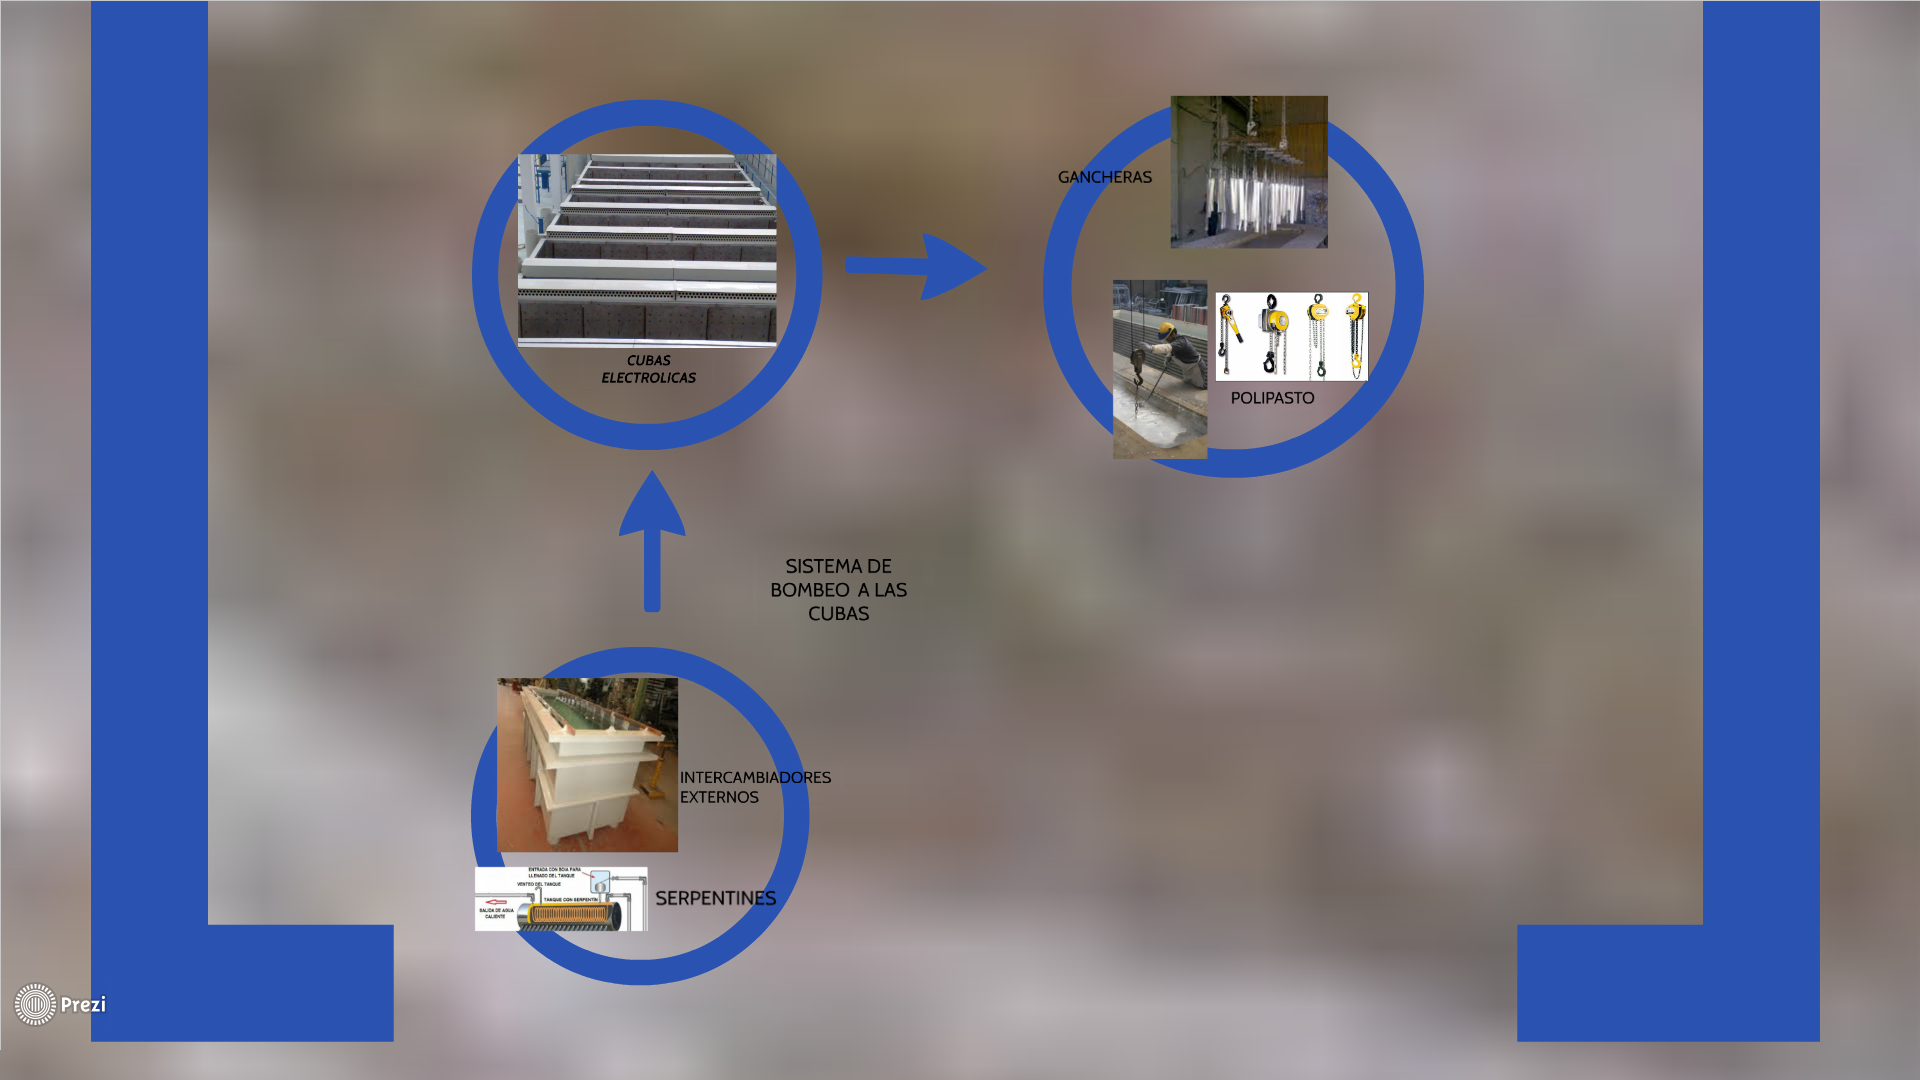 GANCHERAS
CUBAS
ELECTROLICAS
POLIPASTO
SISTEMA DE
BOMBEO A LAS
CUBAS
INTERCAMBIADORES
EXTERNOS
ENTRADA CON BOIA PARA
LLENADO DEL TANQUE
VENTEO DEL TANQUE
TANQUE CON SERPENTIN
SALIDA DE AGUA
CALIENTE
SERPENTINES
Prezi